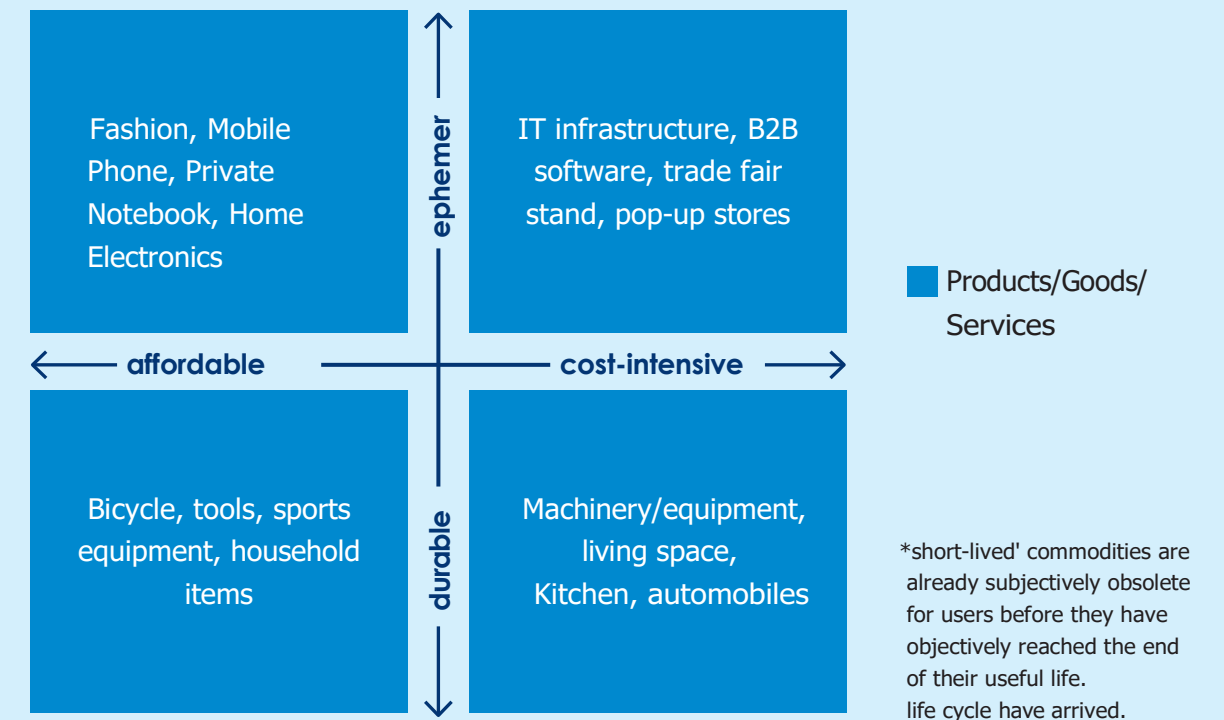 Fashion, Mobile
Phone, Private
Notebook, Home
Electronics
ephemer
IT infrastructure, B2B
software, trade fair
stand, pop-up stores
Products/Goods/
Services
affordable
cost-intensive
Bicycle, tools, sports
equipment, household
items
durable
Machinery/equipment,
living space,
Kitchen, automobiles
*short-lived' commodities are
already subjectively obsolete
for users before they have
objectively reached the end
of their useful life.
life cycle have arrived.